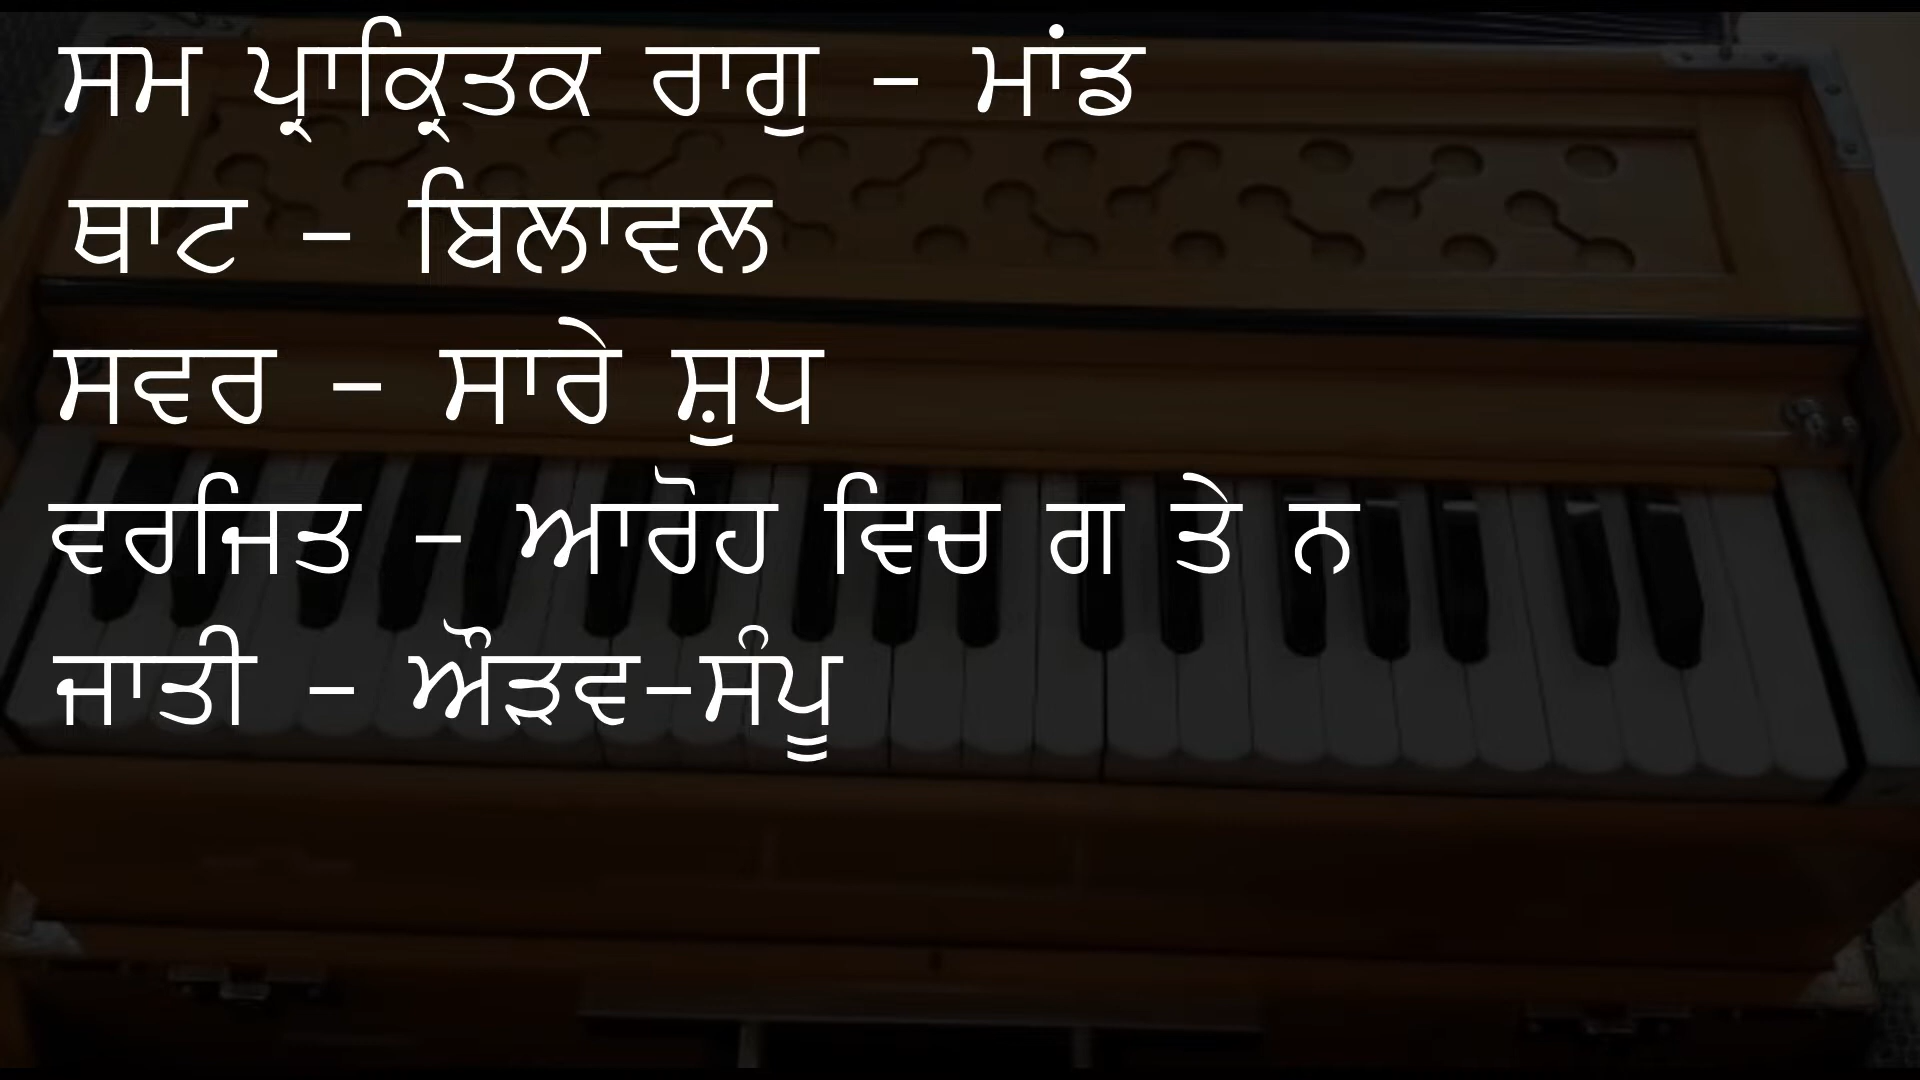 ਸਮ ਪ੍ਰਾਕ੍ਰਿਤਕ ਰਾਗੁ - ਮਾਂਡ
ਥਾਟ - ਬਿਲਾਵਲ
ਸਵਰ - ਸਾਰੇ ਸ਼ੁਧ
ਵਰਜਿਤ - ਆਰੋਹ ਵਿਚ ਗ ਤੇ ਨ
ਜਾਤੀ - ਔੜਵ-ਸੰਪੂ